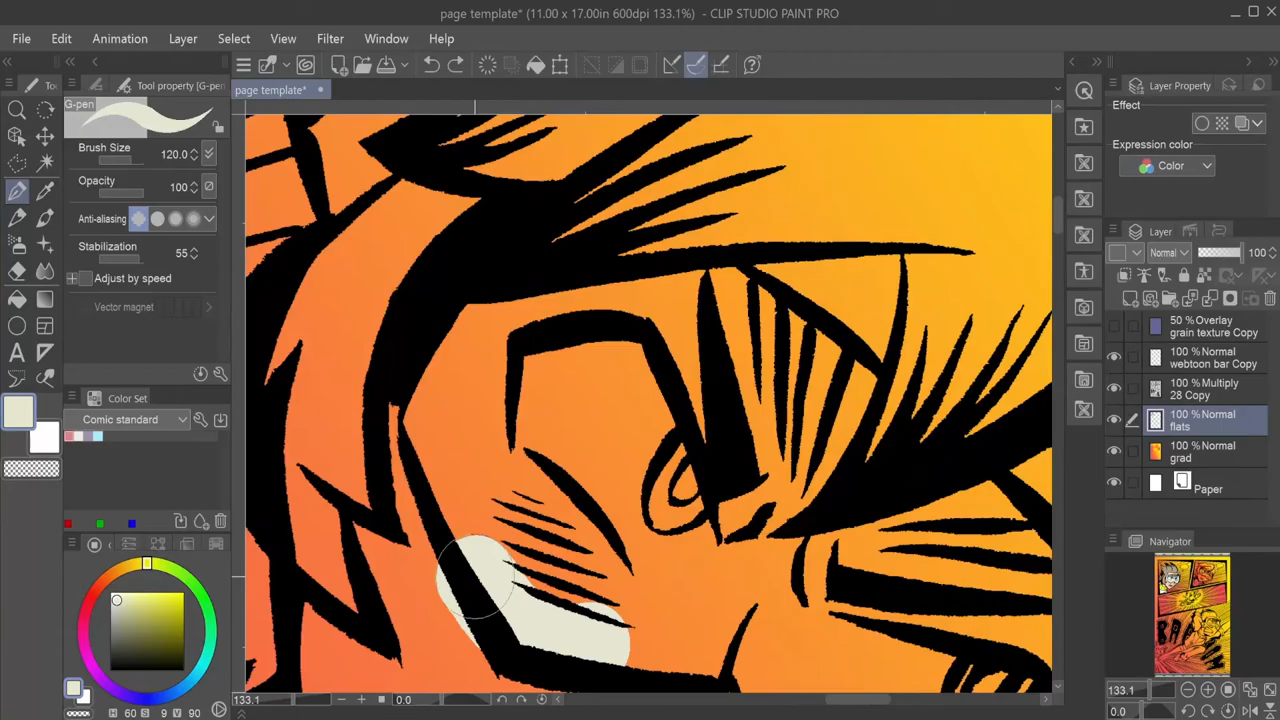 page template* (11.00 x 17.00in 600dpi 133.1%) - CLIP STUDIO PAINT PRO
File Edit Animation Layer Select View Filter Window Help
Too
Tool property [G-pen
page template*
Layer Property
G-pen
Effect
Brush Size 120.0
Expression color
Color
Opacity 100
Anti-aliasing
Stabilization 55
Layer
Normal 100
Adjust by speed
Vector magnet
50 %Overlay
grain texture Copy
100 %Normal
webtoon bar Copy
100 %Multiply
28 Copy
Color Set
Comic standard
100 %Normal
flats
100 %Normal
grad
Paper
Navigator
133.1
0.0
133.1
0.0
H 60 S 9 V 90